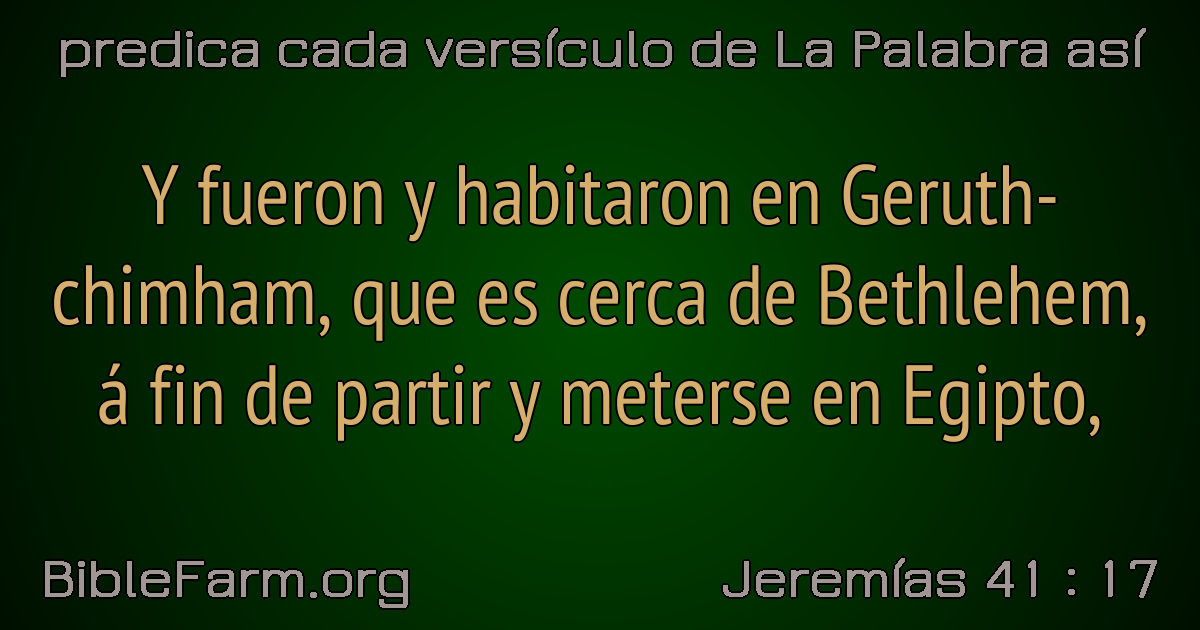 predica cada versículo de La Palabra así
Y fueron y habitaron en Geruth-
chimham, que es cerca de Bethlehem,
á fin de partir y meterse en Egipto,
BibleFarm.org
Jeremías 41 : 17